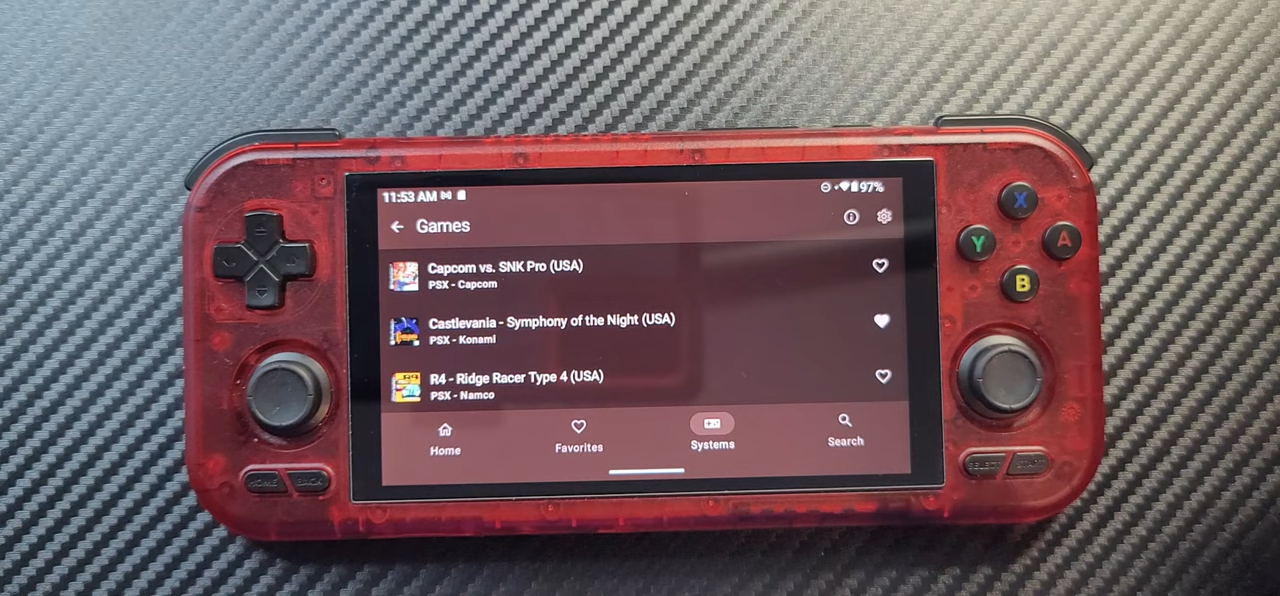 11:53 AM 97%
Games
Capcom vs. SNK Pro (USA)
PSX - Capcom
Castlevania - Symphony of the Night (USA)
PSX - Konami
R4 - Ridge Racer Type 4 (USA)
PSX - Namco
Home Favorites Systems Search
X
Y A
B
HOME BACK
SELECT START